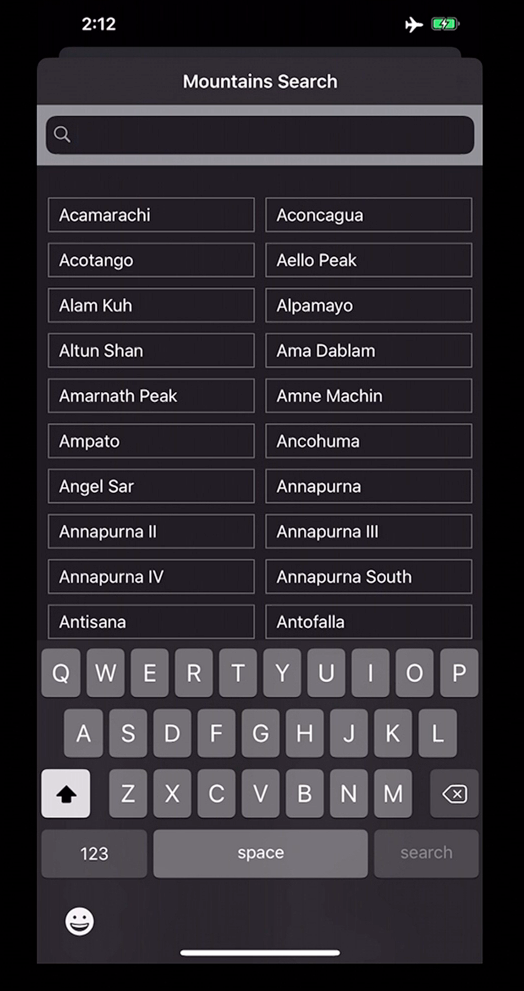 2:12
Mountains Search
Acamarachi Aconcagua
Acotango Aello Peak
Alam Kuh Alpamayo
Altun Shan Ama Dablam
Amarnath Peak Amne Machin
Ampato Ancohuma
Angel Sar Annapurna
Annapurna II Annapurna III
Annapurna IV Annapurna South
Antisana Antofalla
Q W E R T Y U I O P
A S D F G H J K L
Z X C V B N M
123 space search